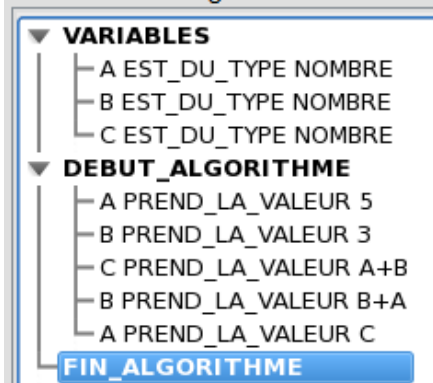 VARIABLES
A EST_DU_TYPE NOMBRE
B EST_DU_TYPE NOMBRE
C EST_DU_TYPE NOMBRE
DEBUT_ALGORITHME
A PREND_LA_VALEUR 5
B PREND_LA_VALEUR 3
C PREND_LA_VALEUR A+B
B PREND_LA_VALEUR B+A
A PREND_LA_VALEUR C
FIN_ALGORITHME